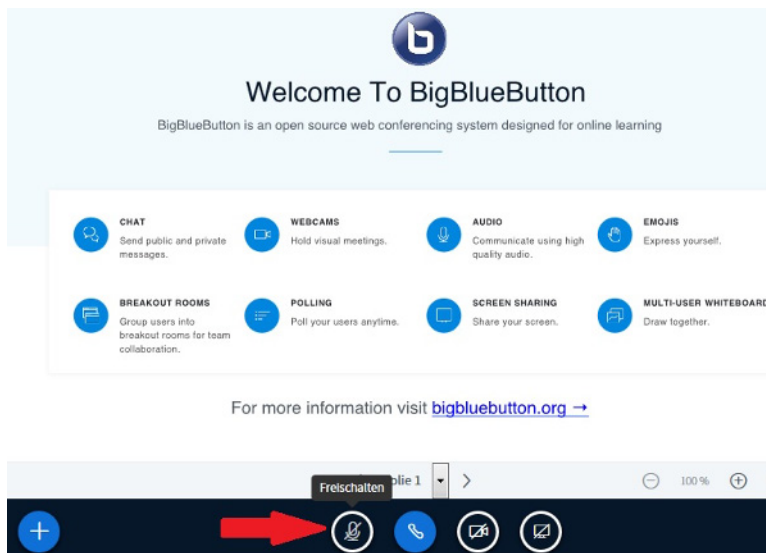 Welcome To BigBlueButton
BigBlueButton is an open source web conferencing system designed for online learning
CHAT
Send public and private
messages.
WEBCAMS
Hold visual meetings.
AUDIO
Communicate using high
quality audio.
EMOJIS
Express yourself.
BREAKOUT ROOMS
Group users into
breakout rooms for team
collaboration.
POLLING
Poll your users anytime.
SCREEN SHARING
Share your screen.
MULTI-USER WHITEBOARD
Draw together.
For more information visit bigbluebutton.org →
olie 1
100 %
Freischalten